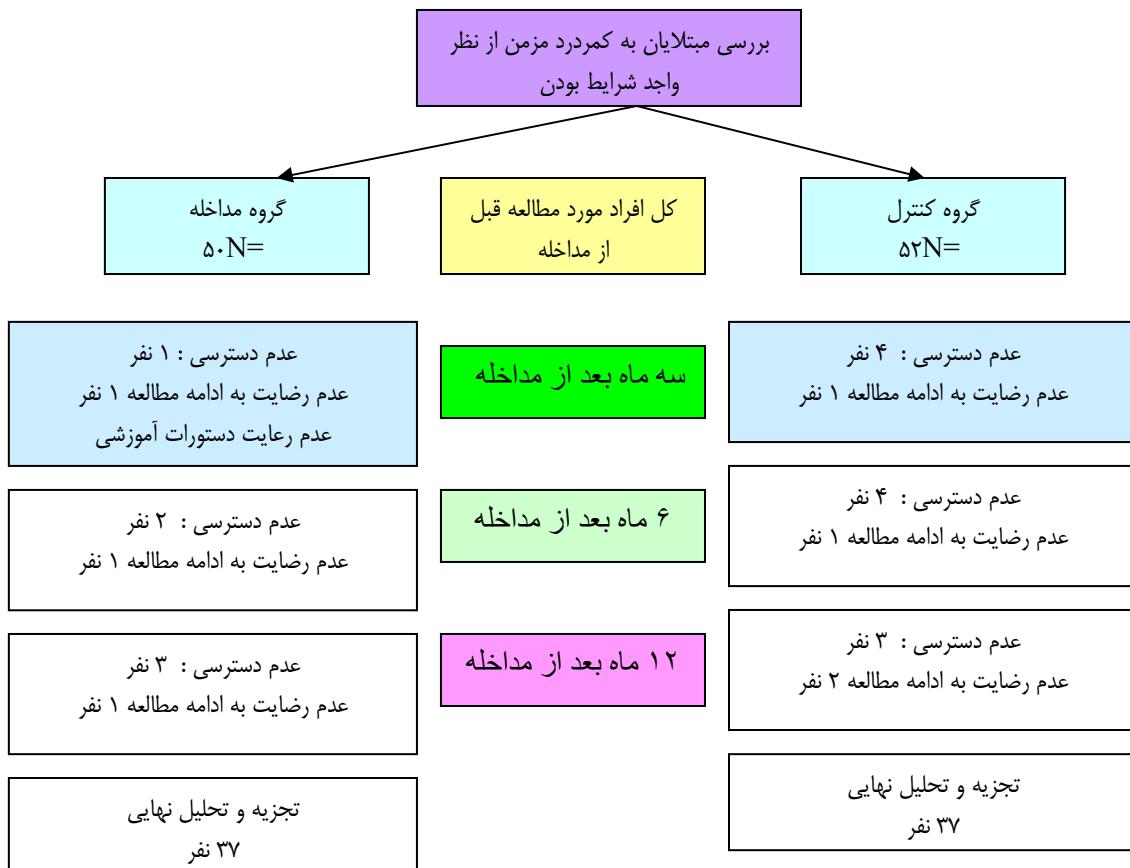 بررسی مبتلایان به کمردرد مزمن از نظر
واجد شرایط بودن
گروه کنترل
۵۲N=
کل افراد مورد مطالعه قبل
از مداخله
گروه مداخله
۵۰N=
عدم دسترسی : ۴ نفر
عدم رضایت به ادامه مطالعه ۱ نفر
سه ماه بعد از مداخله
عدم دسترسی : ۱ نفر
عدم رضایت به ادامه مطالعه ۱ نفر
عدم رعایت دستورات آموزشی
عدم دسترسی : ۴ نفر
عدم رضایت به ادامه مطالعه ۱ نفر
۶ ماه بعد از مداخله
عدم دسترسی : ۲ نفر
عدم رضایت به ادامه مطالعه ۱ نفر
عدم دسترسی : ۳ نفر
عدم رضایت به ادامه مطالعه ۲ نفر
۱۲ ماه بعد از مداخله
عدم دسترسی : ۳ نفر
عدم رضایت به ادامه مطالعه ۱ نفر
تجزیه و تحلیل نهایی
۳۷ نفر
تجزیه و تحلیل نهایی
۳۷ نفر